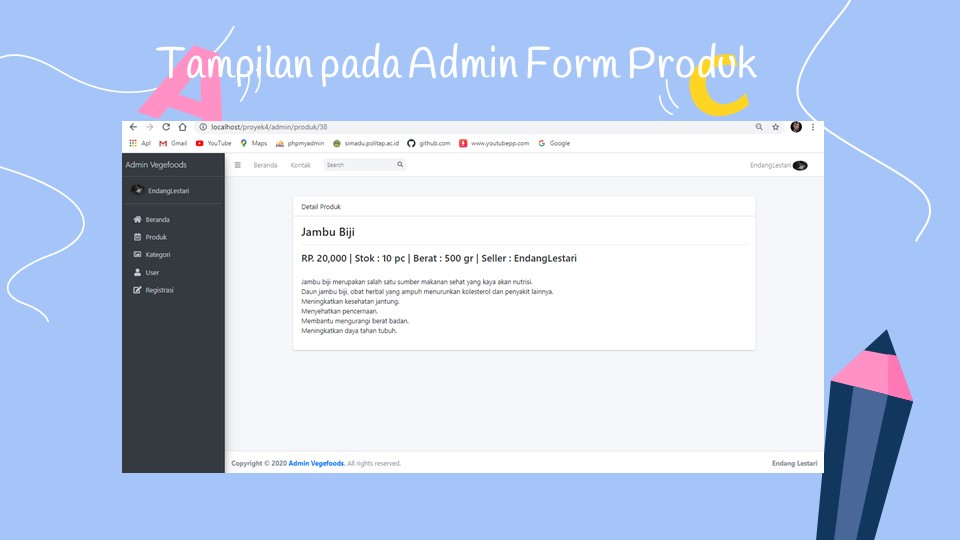 Tampilan pada Admin Form Produk
A
C
localhost/proyek4/admin/produk/38
Apl Gmail YouTube Maps phpmyadmin simadu.politap.ac.id github.com www.youtubepp.com Google
Admin Vegefoods
Beranda Kontak Search EndangLestari
EndangLestari
Beranda
Produk
Kategori
User
Registrasi
Detail Produk
Jambu Biji
RP. 20,000 | Stok : 10 pc | Berat : 500 gr | Seller : EndangLestari
Jambu biji merupakan salah satu sumber makanan sehat yang kaya akan nutrisi.
Daun jambu biji, obat herbal yang ampuh menurunkan kolesterol dan penyakit lainnya.
Meningkatkan kesehatan jantung.
Menyehatkan pencernaan.
Membantu mengurangi berat badan.
Meningkatkan daya tahan tubuh.
Copyright © 2020 Admin Vegefoods. All rights reserved. Endang Lestari